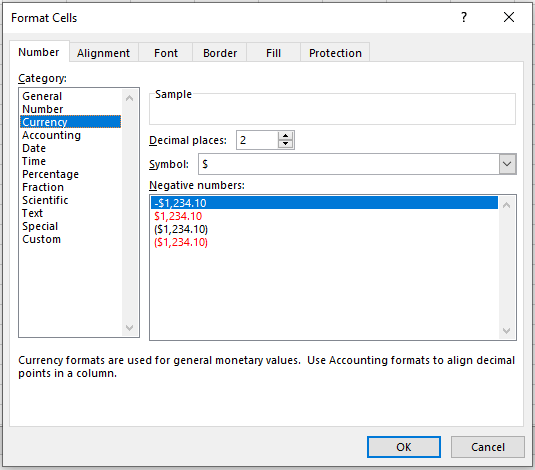 Format Cells
?
Number
Alignment
Font
Border
Fill
Protection
Category:
General
Number
Currency
Accounting
Date
Time
Percentage
Fraction
Scientific
Text
Special
Custom
Sample
Decimal places: 2
Symbol: $
Negative numbers:
-$1,234.10
$1,234.10
($1,234.10)
($1,234.10)
Currency formats are used for general monetary values.  Use Accounting formats to align decimal
points in a column.
OK
Cancel